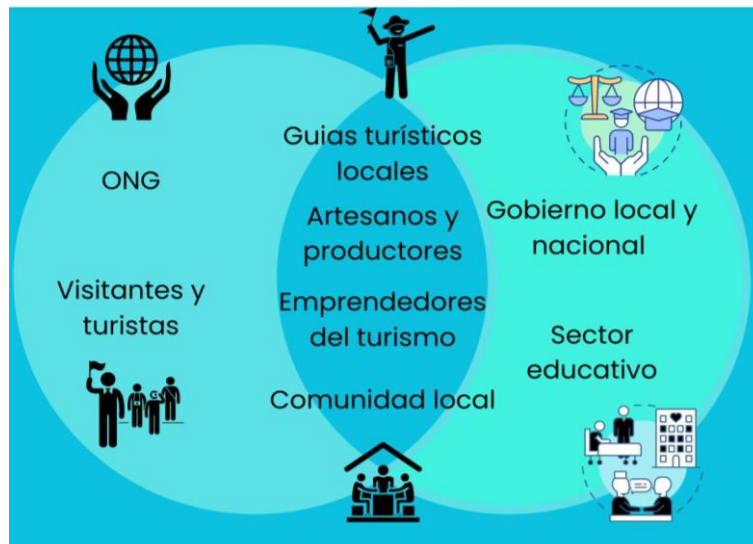 ONG
Visitantes y
turistas
Guias turísticos
locales
Artesanos y
productores
Emprendedores
del turismo
Comunidad local
Gobierno local y
nacional
Sector
educativo